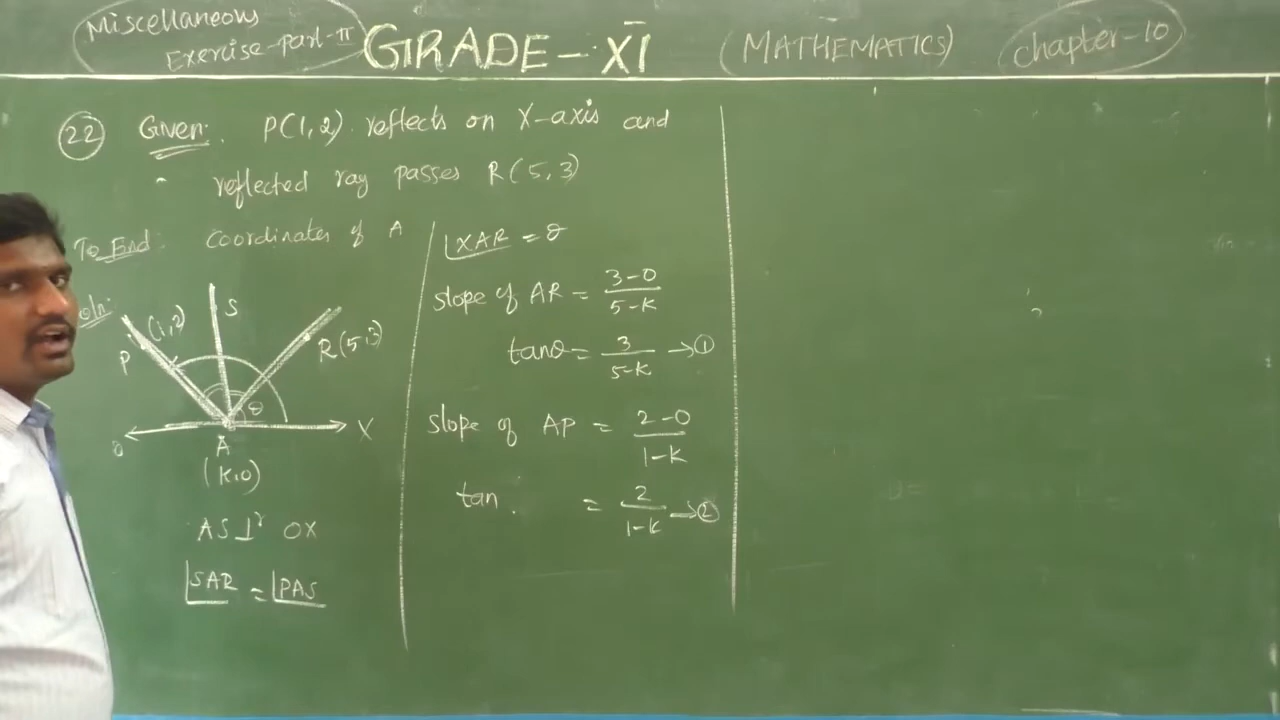 Miscellaneous
Exercise-part-II
GRADE-XI
(MATHEMATICS)
chapter-10
22 Given: P(1,2) reflects on X-axis and
reflected ray passes R(5,3)
To Find: Coordinates of A
Soln:
P (1,2)
S
R(5,3)
θ
X
A
(K,0)
AS⊥r OX
∠SAR = ∠PAS
∠XAR = θ
slope of AR = 3-0/5-K
tanθ = 3/5-K → ①
slope of AP = 2-0/1-K
tan = 2/1-K → ②